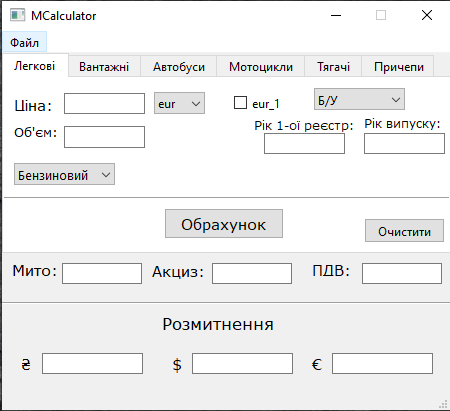 MCalculator
Файл
Легкові Вантажні Автобуси Мотоцикли Тягачі Причепи
Ціна: eur eur_1 Б/У
Об'єм: Рік 1-ої реєстр: Рік випуску:
Бензиновий
Обрахунок Очистити
Мито: Акциз: ПДВ:
Розмитнення
₴ $ €